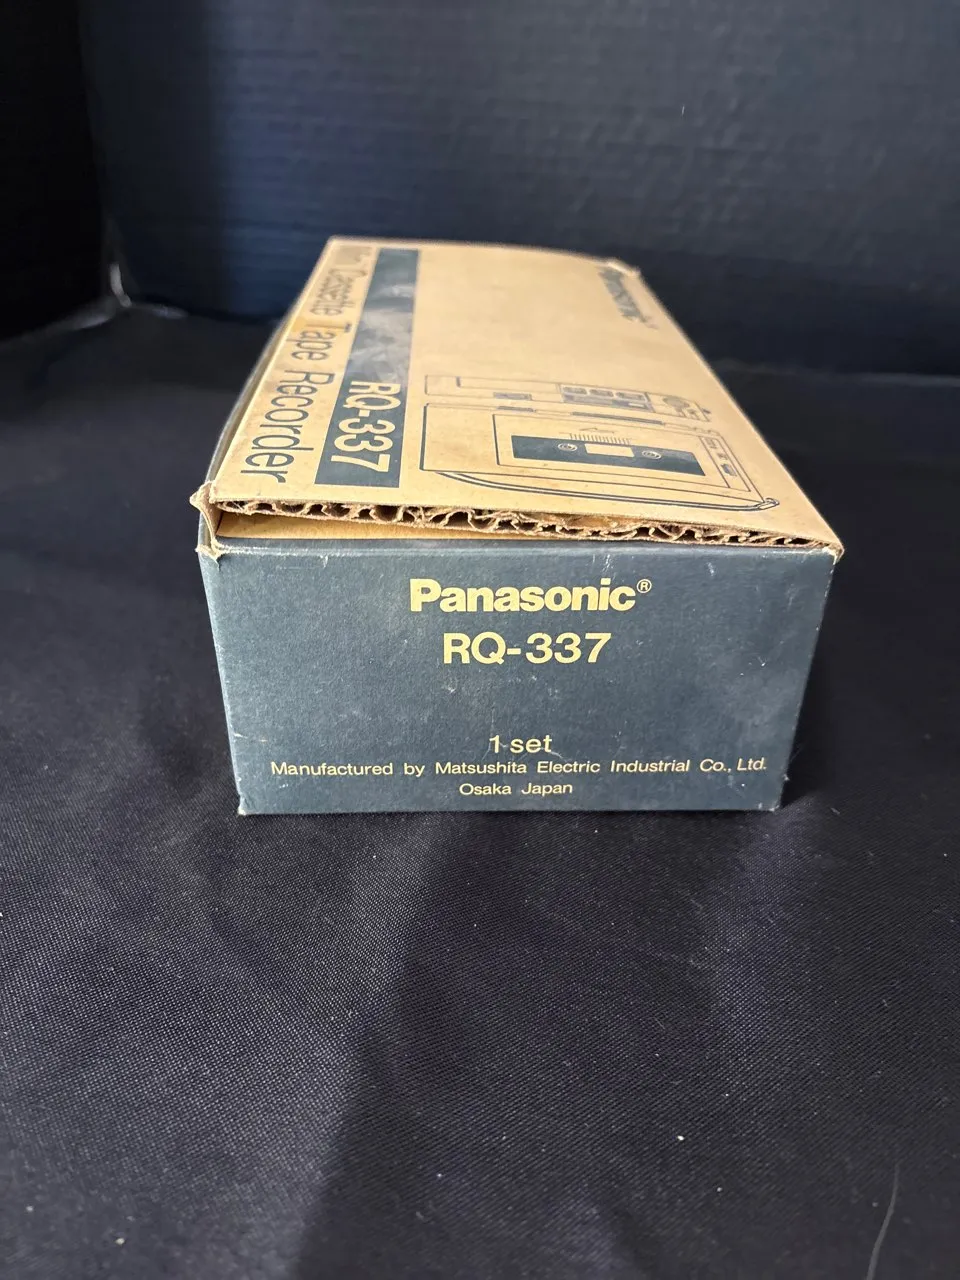 Panasonic
RQ-337
Cassette Tape Recorder
Panasonic®
RQ-337
1 set
Manufactured by Matsushita Electric Industrial Co., Ltd.
Osaka Japan